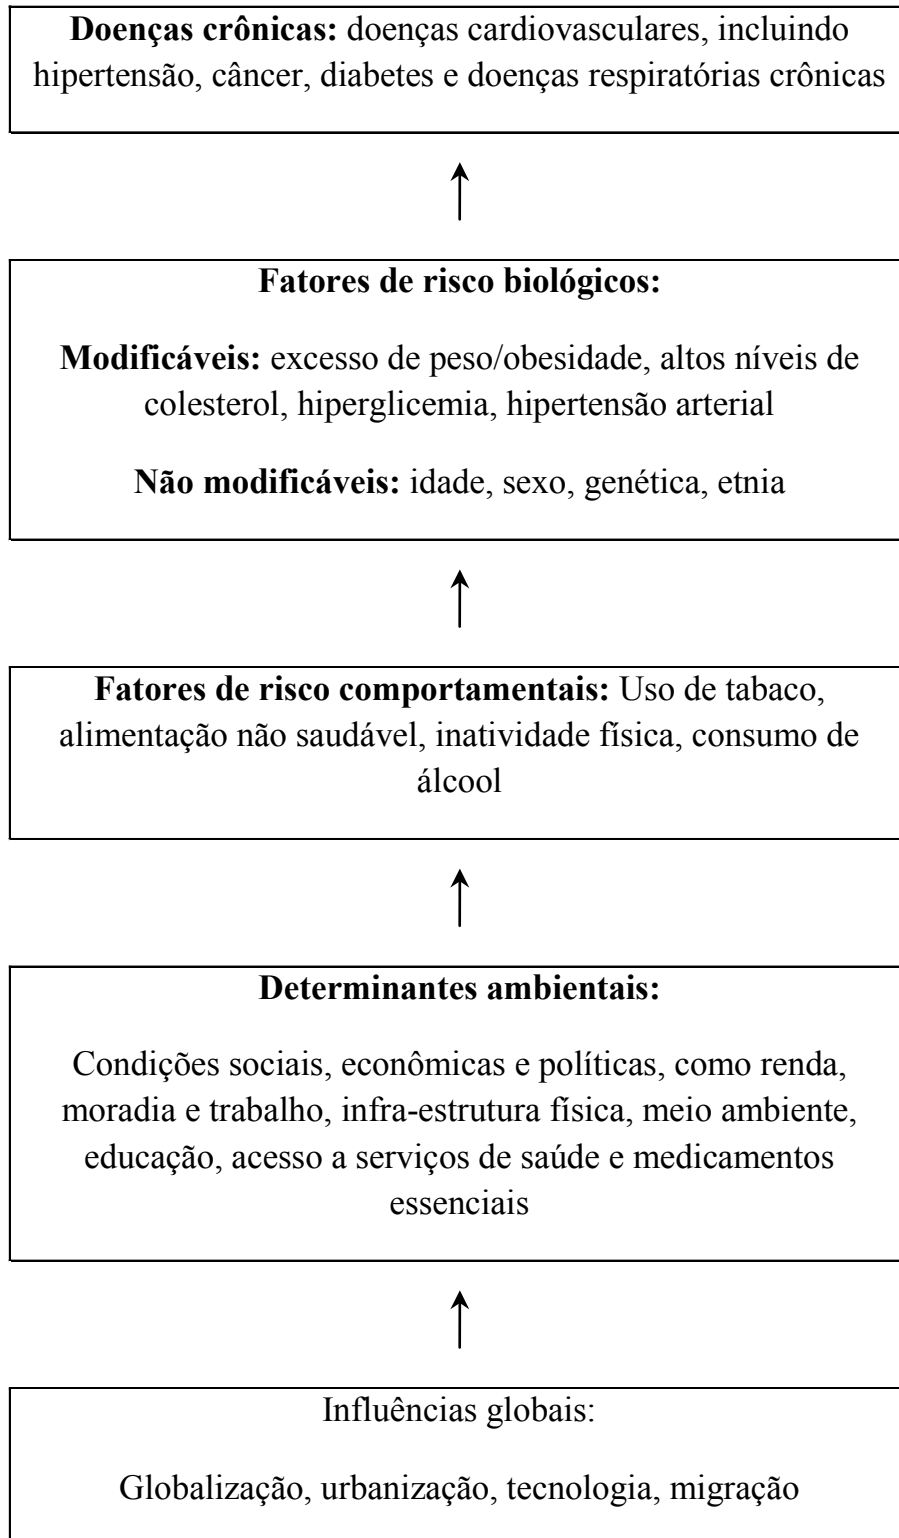 Doenças crônicas: doenças cardiovasculares, incluindo
hipertensão, câncer, diabetes e doenças respiratórias crônicas
Fatores de risco biológicos:
Modificáveis: excesso de peso/obesidade, altos níveis de
colesterol, hiperglicemia, hipertensão arterial
Não modificáveis: idade, sexo, genética, etnia
Fatores de risco comportamentais: Uso de tabaco,
alimentação não saudável, inatividade física, consumo de
álcool
Determinantes ambientais:
Condições sociais, econômicas e políticas, como renda,
moradia e trabalho, infra-estrutura física, meio ambiente,
educação, acesso a serviços de saúde e medicamentos
essenciais
Influências globais:
Globalização, urbanização, tecnologia, migração